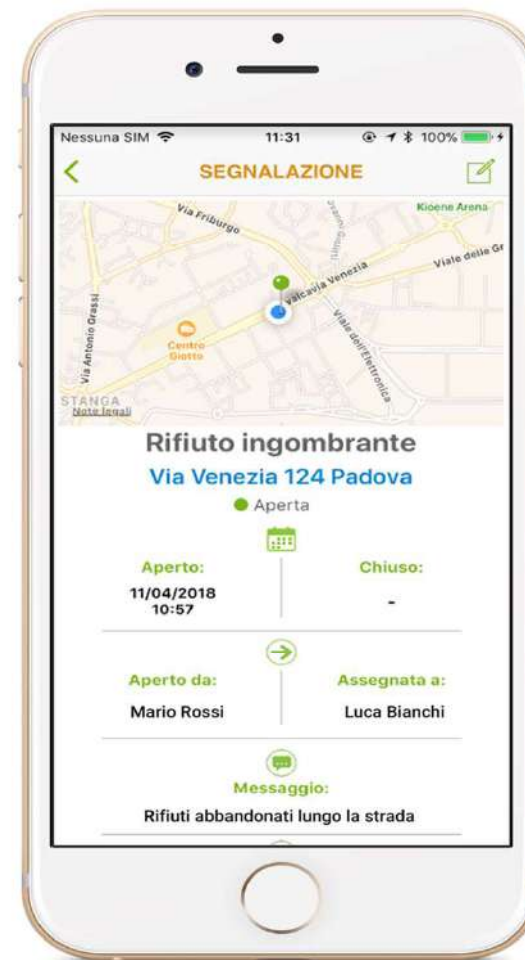 Nessuna SIM 11:31 100%
SEGNALAZIONE
Via Friburgo
Kioene Arena
Viale delle Gr
valcavia Venezia
Via Antonio Grassi
Centro
Giotto
Viale dell'Elettronica
STANGA
Note legali
Rifiuto ingombrante
Via Venezia 124 Padova
Aperta
Aperto: Chiuso:
11/04/2018 -
10:57
Aperto da: Assegnata a:
Mario Rossi Luca Bianchi
Messaggio:
Rifiuti abbandonati lungo la strada